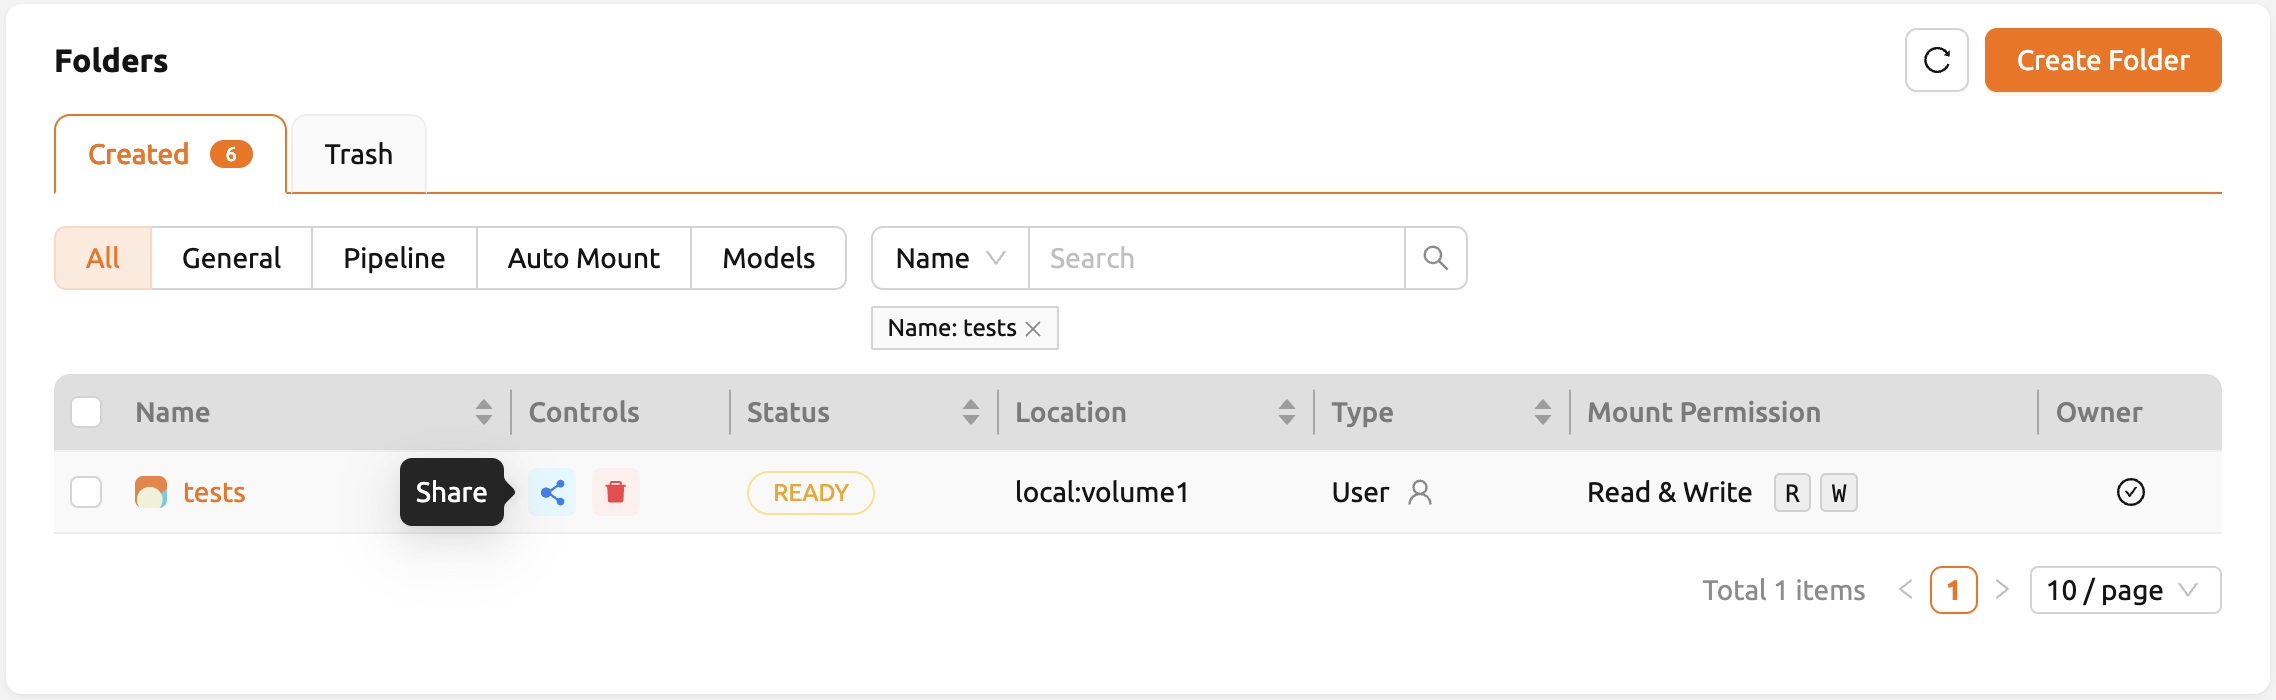 Folders
Create Folder
Created 6
Trash
All General Pipeline Auto Mount Models
Name Search
Name: tests
Name Controls Status Location Type Mount Permission Owner
tests Share READY local:volume1 User Read & Write R W
Total 1 items 1 10 / page